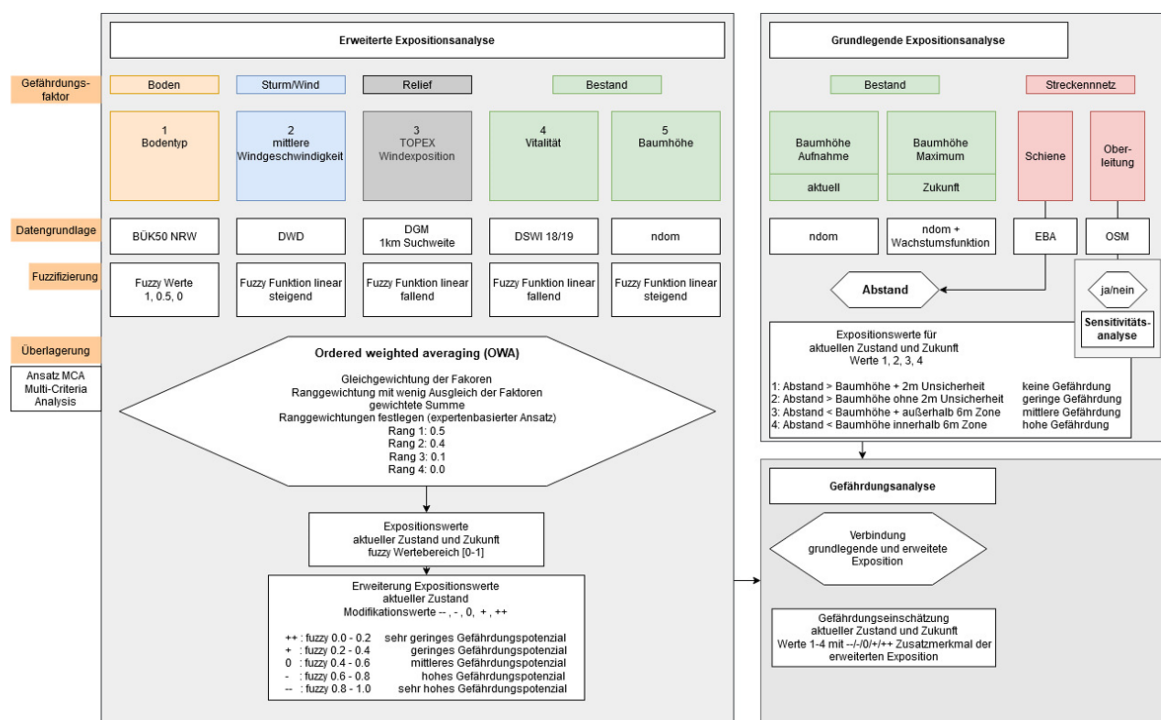 Erweiterte Expositionsanalyse
Gefährdungs-
faktor
Boden
Sturm/Wind
Relief
Bestand
1
Bodentyp
2
mittlere
Windgeschwindigkeit
3
TOPEX
Windexposition
4
Vitalität
5
Baumhöhe
Datengrundlage
BÜK50 NRW
DWD
DGM
1km Suchweite
DSWI 18/19
ndom
Fuzzifizierung
Fuzzy Werte
1, 0.5, 0
Fuzzy Funktion linear
steigend
Fuzzy Funktion linear
fallend
Fuzzy Funktion linear
fallend
Fuzzy Funktion linear
steigend
Überlagerung
Ansatz MCA
Multi-Criteria
Analysis
Ordered weighted averaging (OWA)
Gleichgewichtung der Fakoren
Ranggewichtung mit wenig Ausgleich der Faktoren
gewichtete Summe
Ranggewichtungen festlegen (expertenbasierter Ansatz)
Rang 1: 0.5
Rang 2: 0.4
Rang 3: 0.1
Rang 4: 0.0
Expositionswerte
aktueller Zustand und Zukunft
fuzzy Wertebereich [0-1]
Erweiterung Expositionswerte
aktueller Zustand
Modifikationswerte -- , - , 0, + , ++
++ : fuzzy 0.0 - 0.2 sehr geringes Gefährdungspotenzial
+ : fuzzy 0.2 - 0.4 geringes Gefährdungspotenzial
0 : fuzzy 0.4 - 0.6 mittleres Gefährdungspotenzial
- : fuzzy 0.6 - 0.8 hohes Gefährdungspotenzial
-- : fuzzy 0.8 - 1.0 sehr hohes Gefährdungspotenzial
Grundlegende Expositionsanalyse
Bestand
Streckennnetz
Baumhöhe
Aufnahme
aktuell
Baumhöhe
Maximum
Zukunft
Schiene
Ober-
leitung
ndom
ndom +
Wachstumsfunktion
EBA
OSM
Abstand
ja/nein
Sensitivitäts-
analyse
Expositionswerte für
aktuellen Zustand und Zukunft
Werte 1, 2, 3, 4
1: Abstand > Baumhöhe + 2m Unsicherheit keine Gefährdung
2: Abstand > Baumhöhe ohne 2m Unsicherheit geringe Gefährdung
3: Abstand < Baumhöhe + außerhalb 6m Zone mittlere Gefährdung
4: Abstand < Baumhöhe innerhalb 6m Zone hohe Gefährdung
Gefährdungsanalyse
Verbindung
grundlegende und erweitete
Exposition
Gefährdungseinschätzung
aktueller Zustand und Zukunft
Werte 1-4 mit --/-/0/+/++ Zusatzmerkmal der
erweiterten Exposition